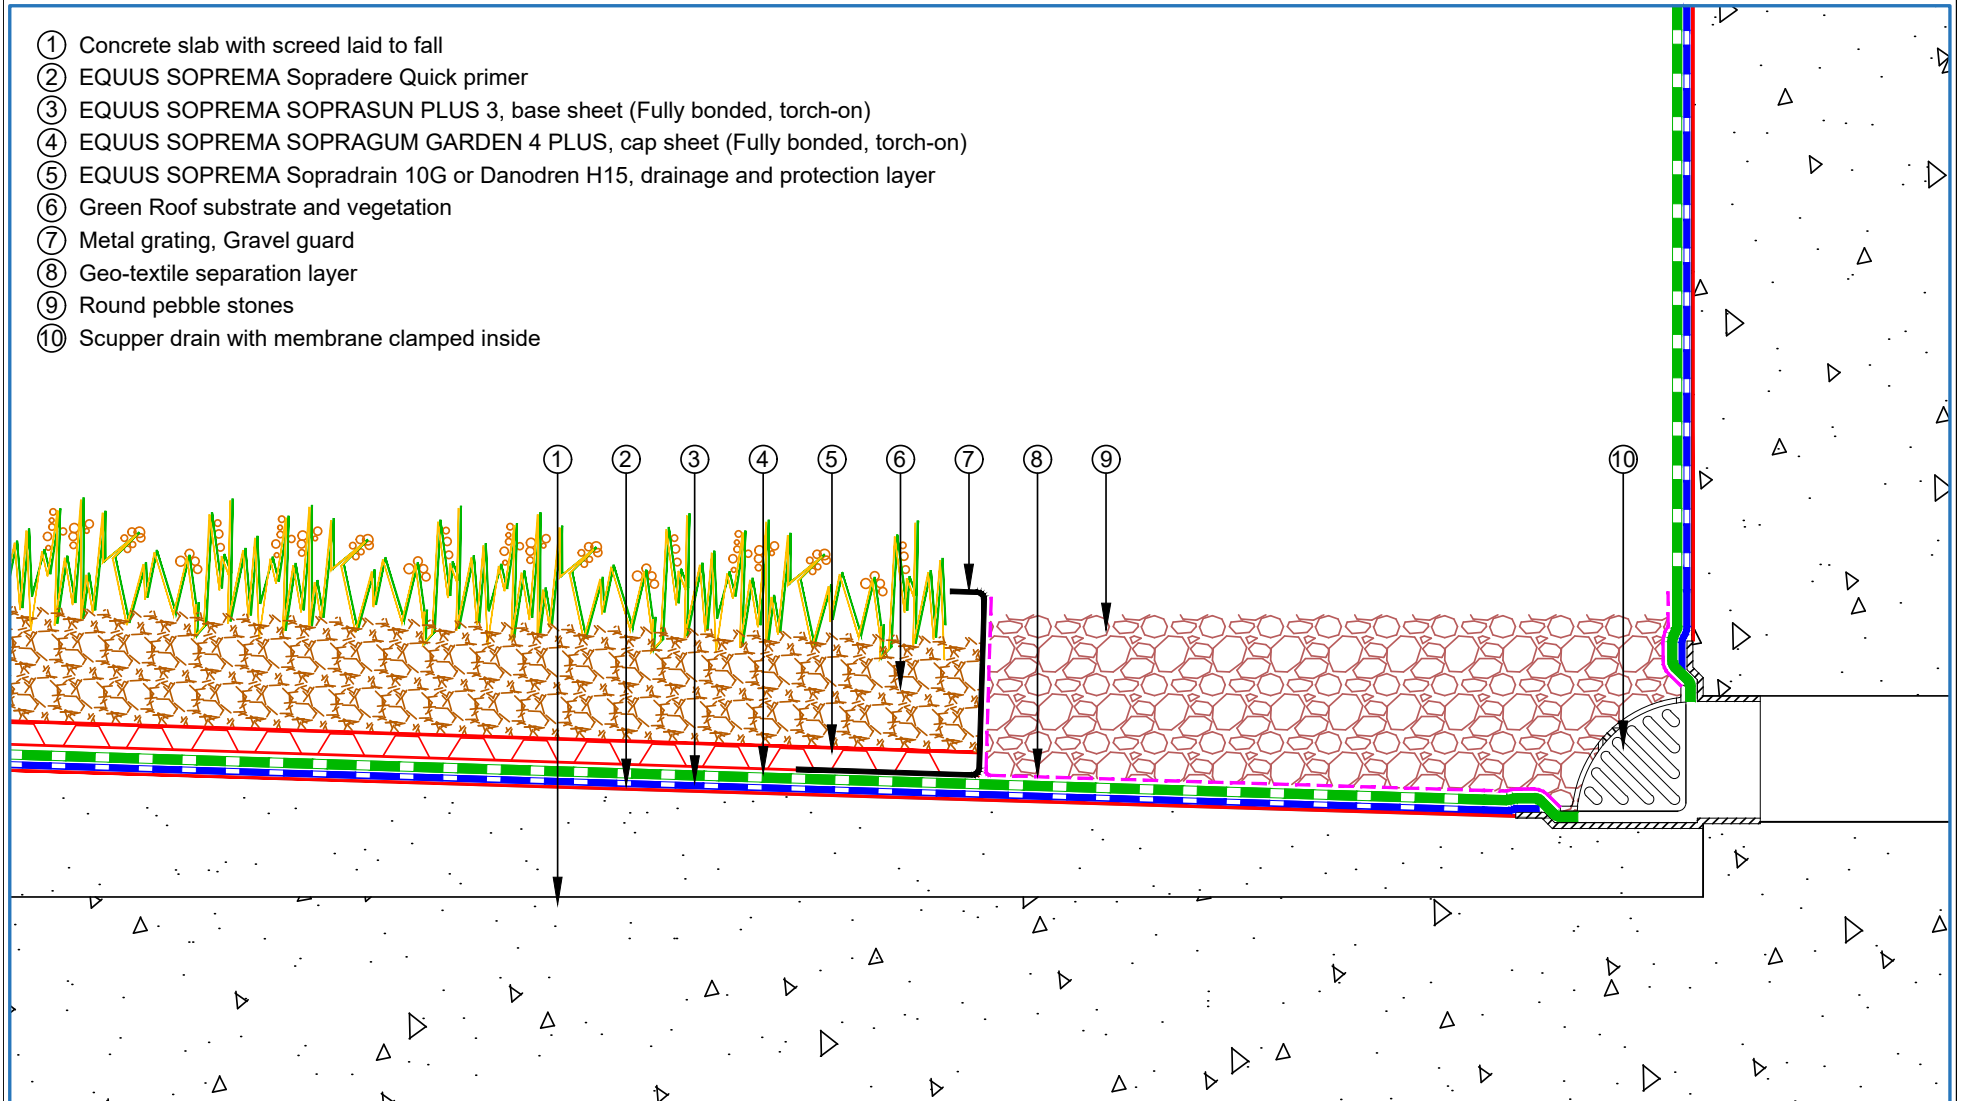 ① Concrete slab with screed laid to fall
② EQUUS SOPREMA Sopradere Quick primer
③ EQUUS SOPREMA SOPRASUN PLUS 3, base sheet (Fully bonded, torch-on)
④ EQUUS SOPREMA SOPRAGUM GARDEN 4 PLUS, cap sheet (Fully bonded, torch-on)
⑤ EQUUS SOPREMA Sopradrain 10G or Danodren H15, drainage and protection layer
⑥ Green Roof substrate and vegetation
⑦ Metal grating, Gravel guard
⑧ Geo-textile separation layer
⑨ Round pebble stones
⑩ Scupper drain with membrane clamped inside
① ② ③ ④ ⑤ ⑥ ⑦ ⑧ ⑨ ⑩